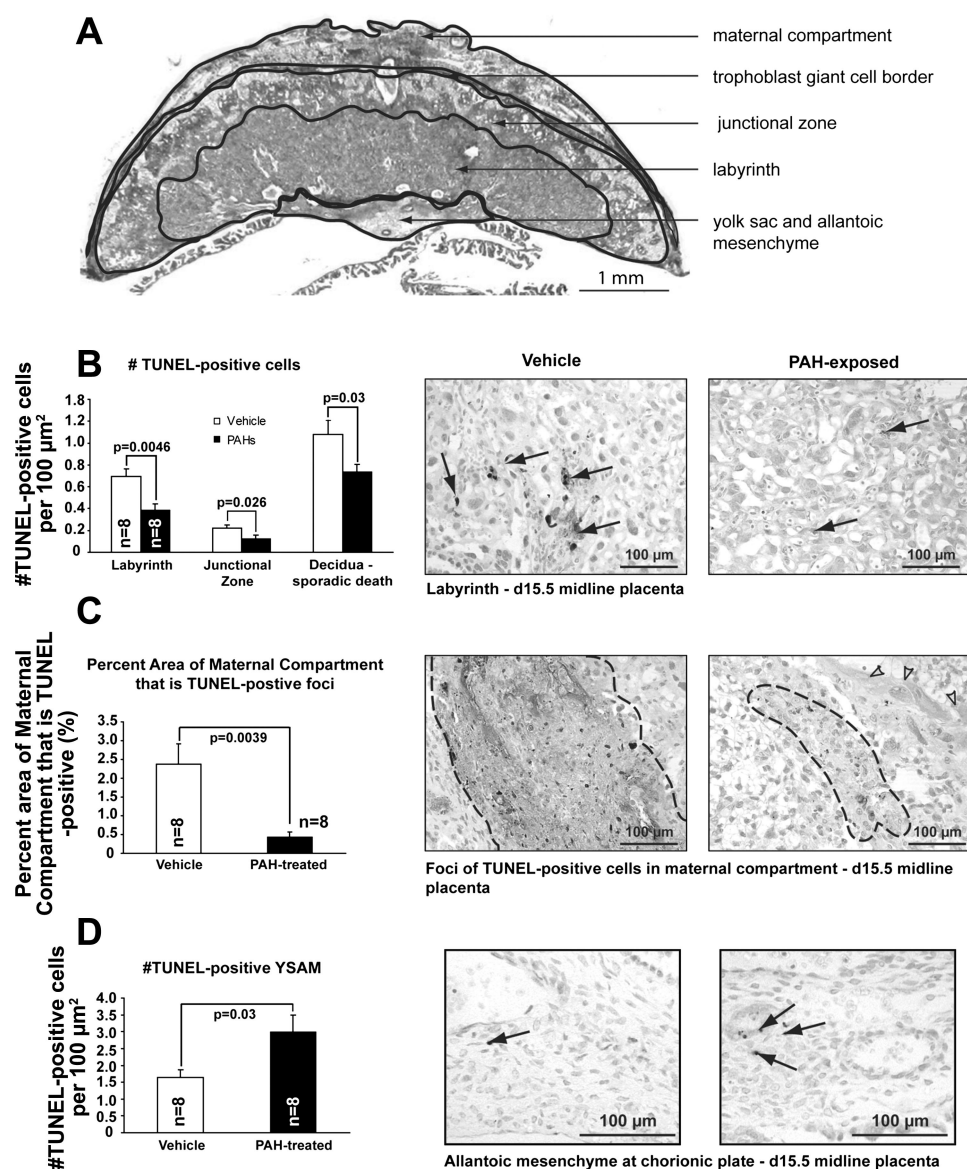 A
maternal compartment
trophoblast giant cell border
junctional zone
labyrinth
yolk sac and allantoic
mesenchyme
1 mm
B
# TUNEL-positive cells
#TUNEL-positive cells
per 100 µm²
1.8
1.2
1.0
0.8
0.6
0.4
0.2
0
Vehicle
PAHs
p=0.0046
p=0.026
p=0.03
n=8
n=8
Labyrinth
Junctional
Zone
Decidua -
sporadic death
Vehicle
PAH-exposed
100 µm
100 µm
Labyrinth - d15.5 midline placenta
C
Percent Area of Maternal Compartment
that is TUNEL-postive foci
Percent area of Maternal
Compartment that is TUNEL
-positive (%)
3.5
3.0
2.5
2.0
1.5
1.0
0.5
0
p=0.0039
n=8
n=8
Vehicle
PAH-treated
100 µm
100 µm
Foci of TUNEL-positive cells in maternal compartment - d15.5 midline
placenta
D
#TUNEL-positive YSAM
#TUNEL-positive cells
per 100 µm²
4.0
3.5
3.0
2.5
2.0
1.5
1.0
0.5
0
p=0.03
n=8
n=8
Vehicle
PAH-treated
100 µm
100 µm
Allantoic mesenchyme at chorionic plate - d15.5 midline placenta